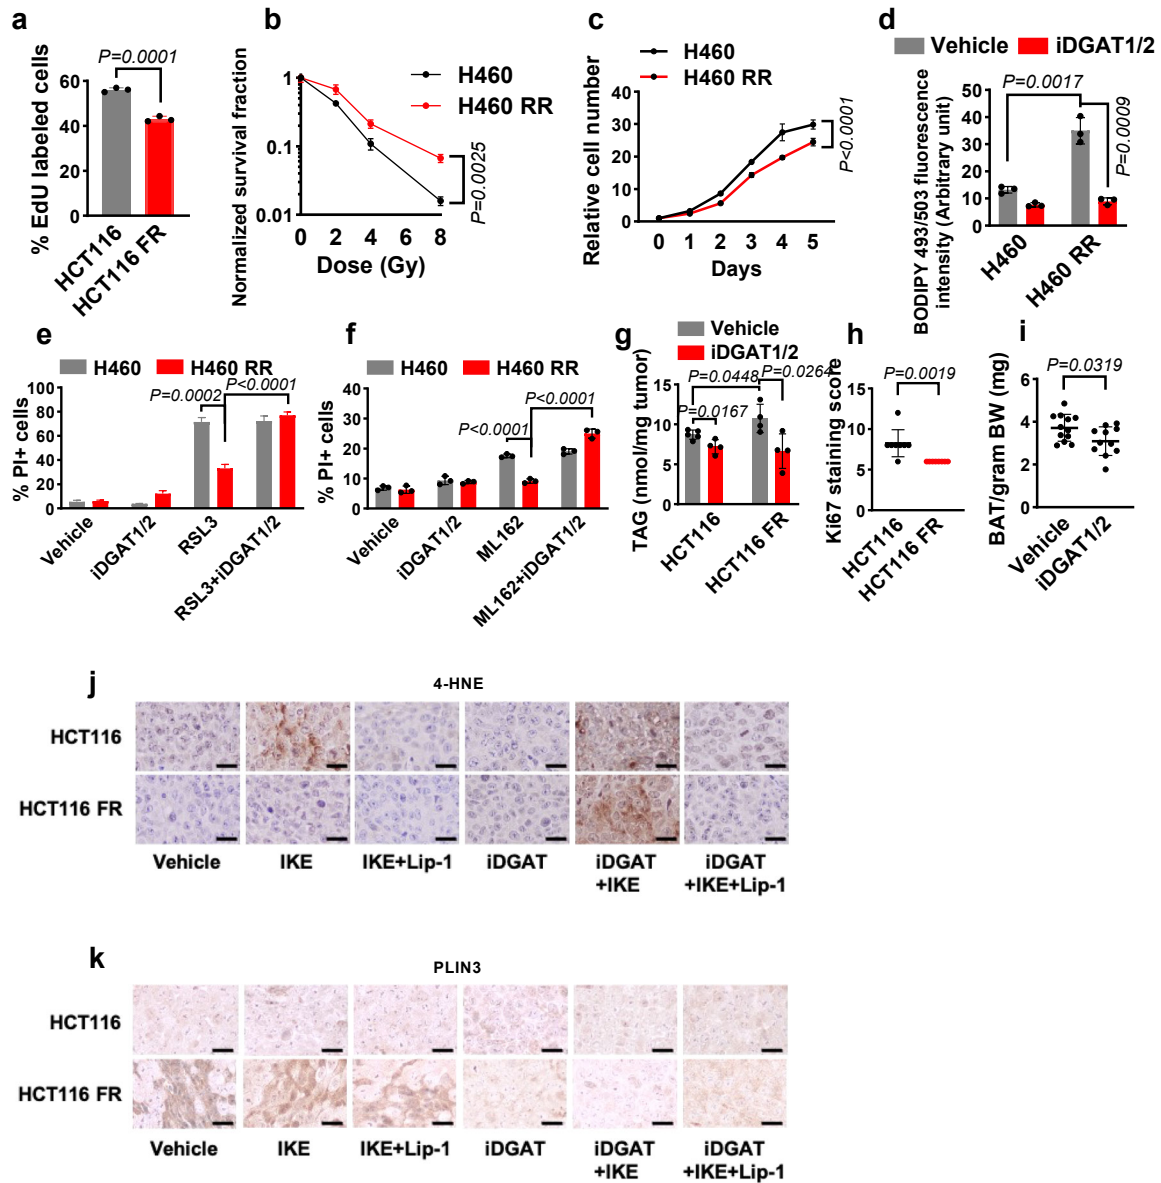 a
P=0.0001
% EdU labeled cells
60
40
20
0
HCT116
HCT116 FR
b
H460
H460 RR
Normalized survival fraction
1
0.1
0.01
0 2 4 6 8
Dose (Gy)
P=0.0025
c
H460
H460 RR
Relative cell number
40
30
20
10
0
0 1 2 3 4 5
Days
P<0.0001
d
Vehicle iDGAT1/2
P=0.0017
P=0.0009
BODIPY 493/503 fluorescence
intensity (Arbitrary unit)
50
40
30
20
10
0
H460
H460 RR
e
H460 H460 RR
P<0.0001
P=0.0002
% PI+ cells
100
80
60
40
20
0
Vehicle
iDGAT1/2
RSL3
RSL3+iDGAT1/2
f
H460 H460 RR
P<0.0001
P<0.0001
% PI+ cells
40
30
20
10
0
Vehicle
iDGAT1/2
ML162
ML162+iDGAT1/2
g
Vehicle
iDGAT1/2
P=0.0448
P=0.0264
P=0.0167
TAG (nmol/mg tumor)
15
10
5
0
HCT116
HCT116 FR
h
P=0.0019
Ki67 staining score
15
10
5
0
HCT116
HCT116 FR
i
P=0.0319
BAT/gram BW (mg)
6
4
2
0
Vehicle
iDGAT1/2
j
4-HNE
HCT116
HCT116 FR
Vehicle IKE IKE+Lip-1 iDGAT iDGAT iDGAT
+IKE +IKE+Lip-1
k
PLIN3
HCT116
HCT116 FR
Vehicle IKE IKE+Lip-1 iDGAT iDGAT iDGAT
+IKE +IKE+Lip-1